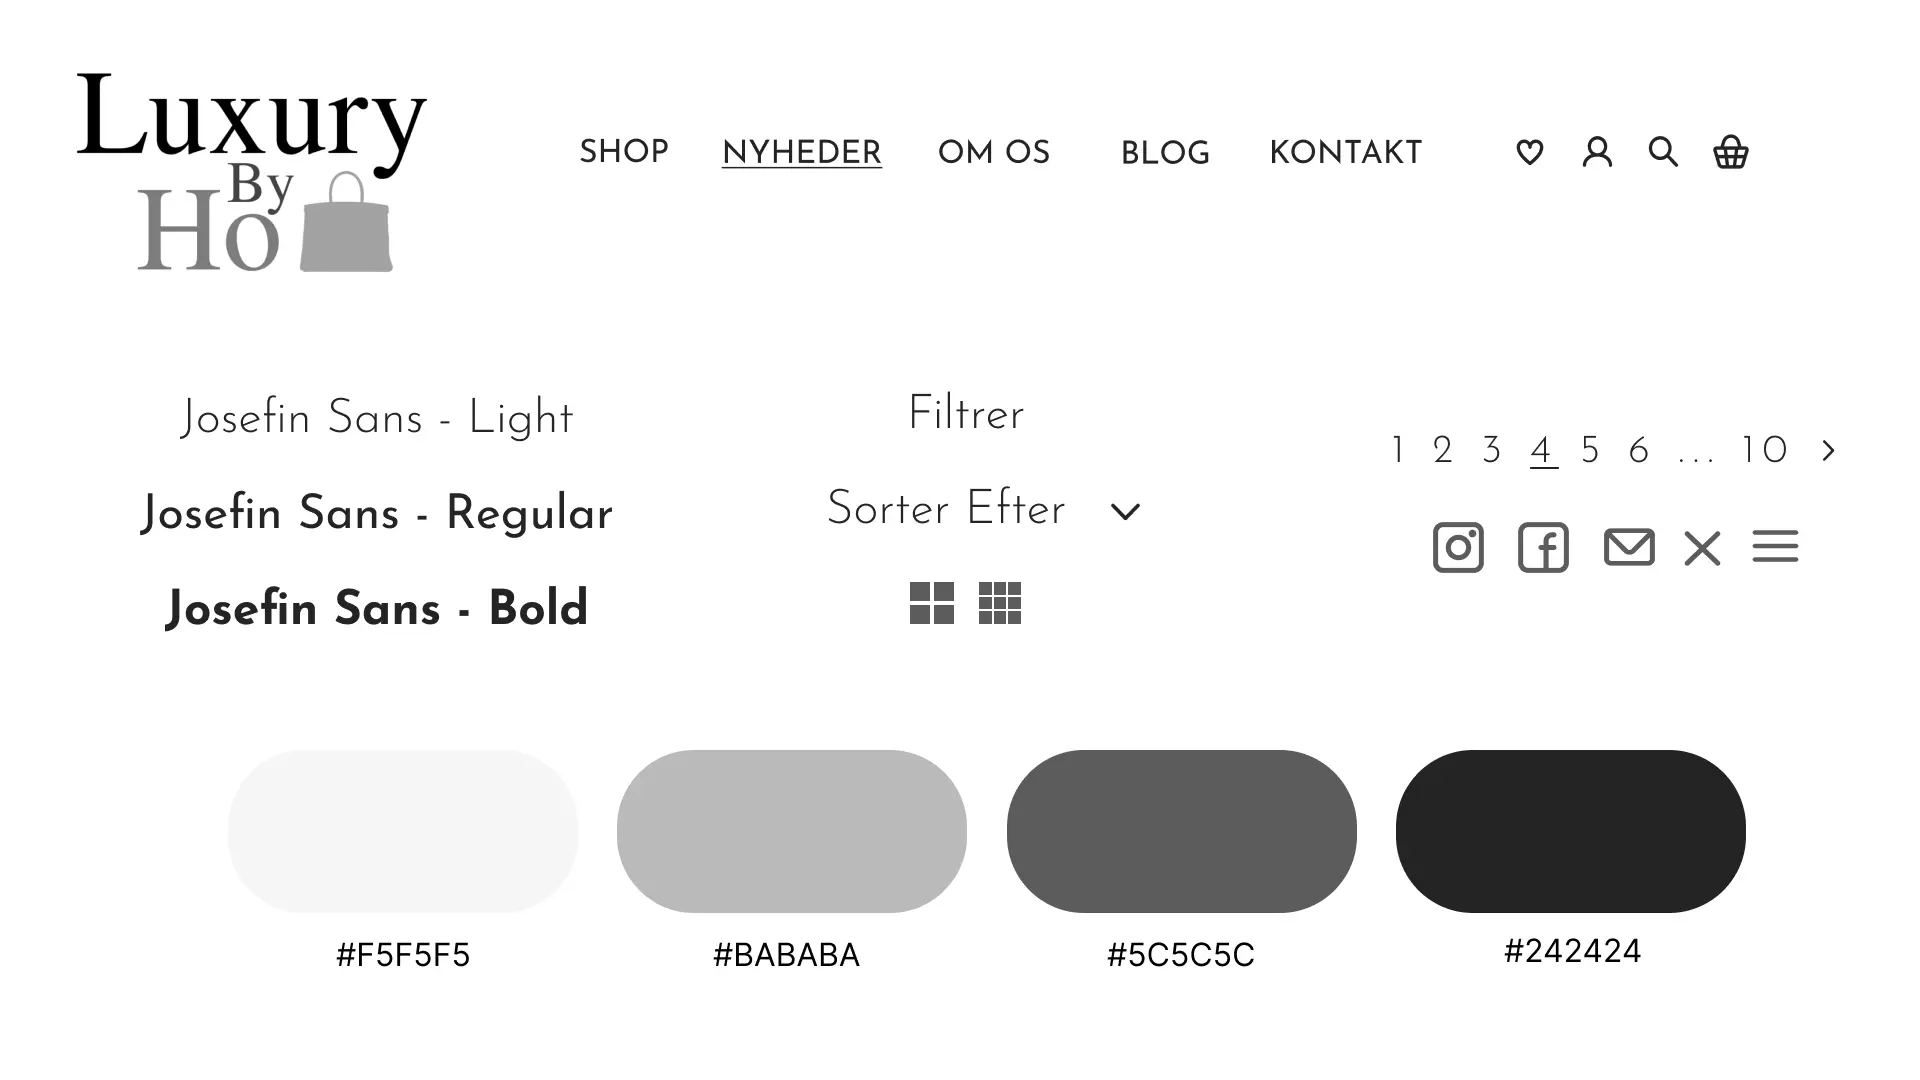 Luxury
By
Ho
SHOP NYHEDER OM OS BLOG KONTAKT
Josefin Sans - Light
Josefin Sans - Regular
Josefin Sans - Bold
Filtrer
Sorter Efter
1 2 3 4 5 6 ... 10 >
#F5F5F5 #BABABA #5C5C5C #242424